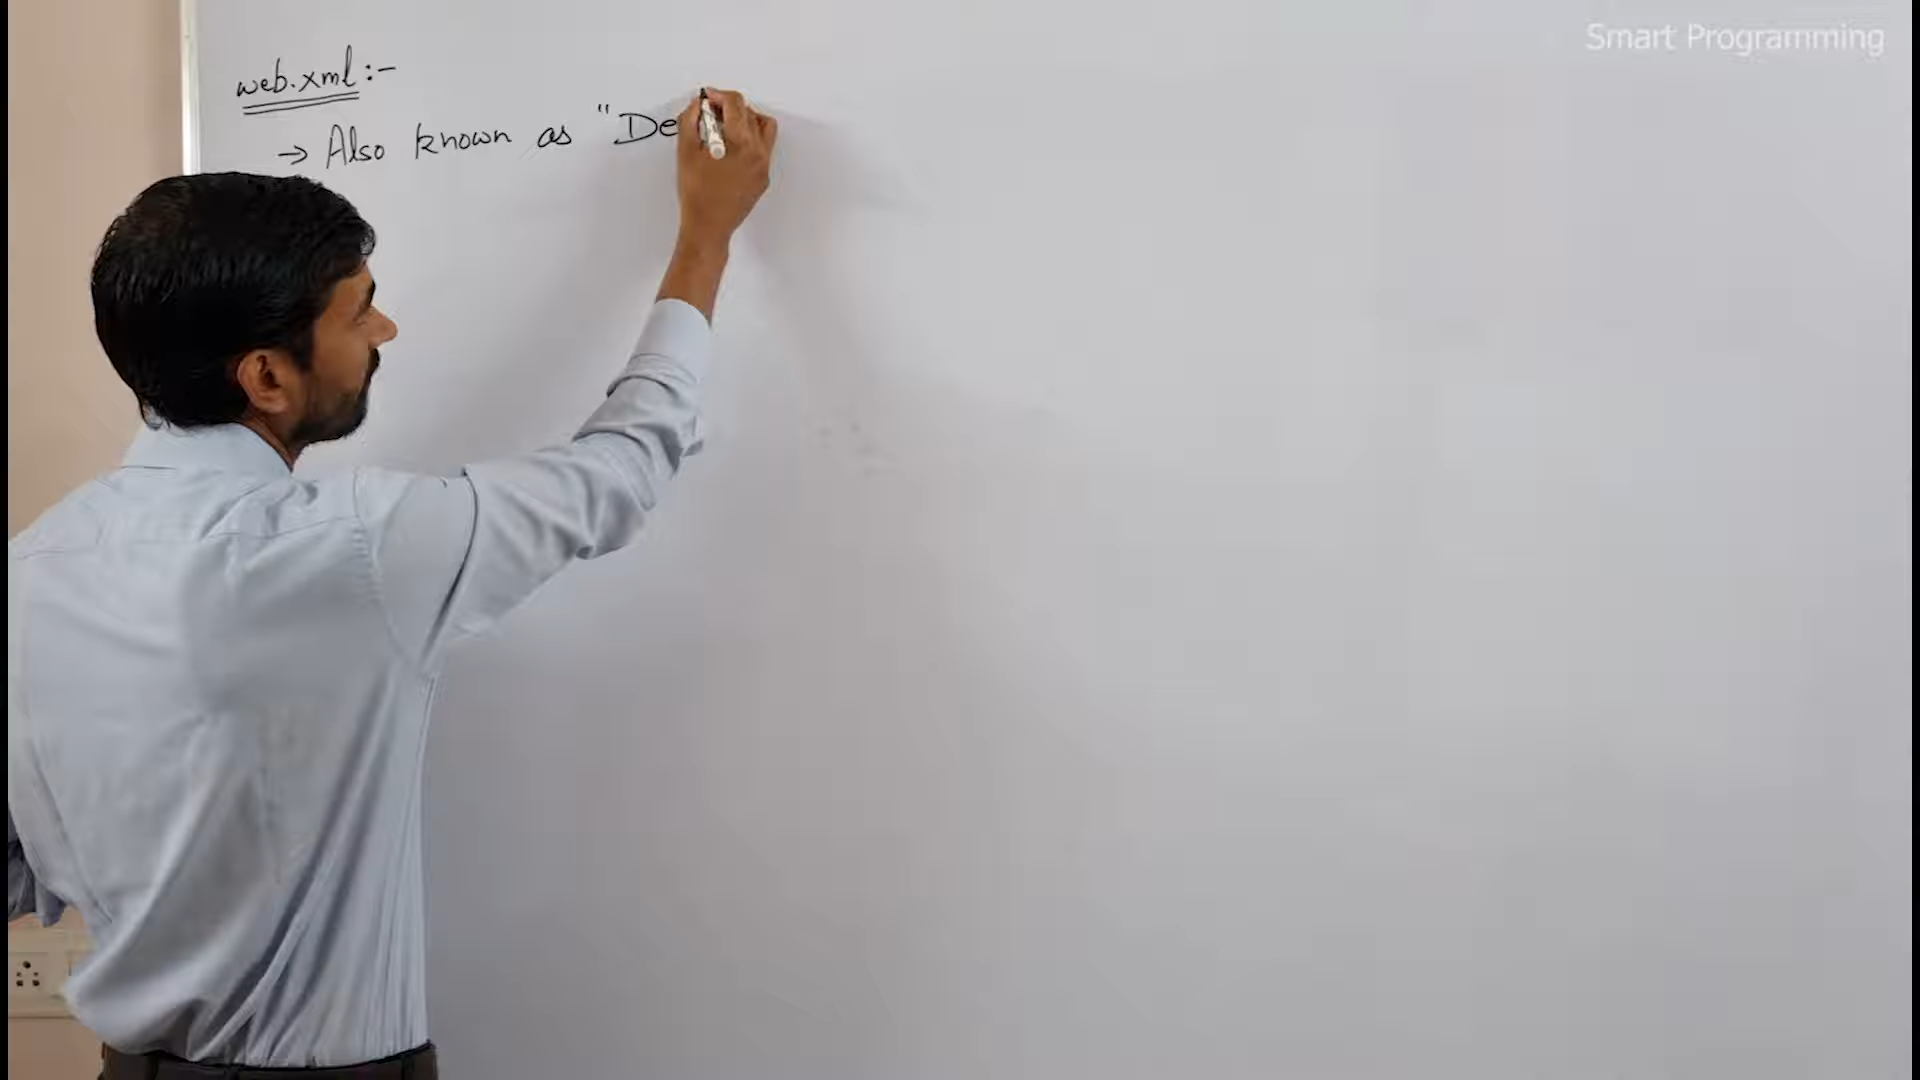 Smart Programming
web.xml:-
→ Also known as "De